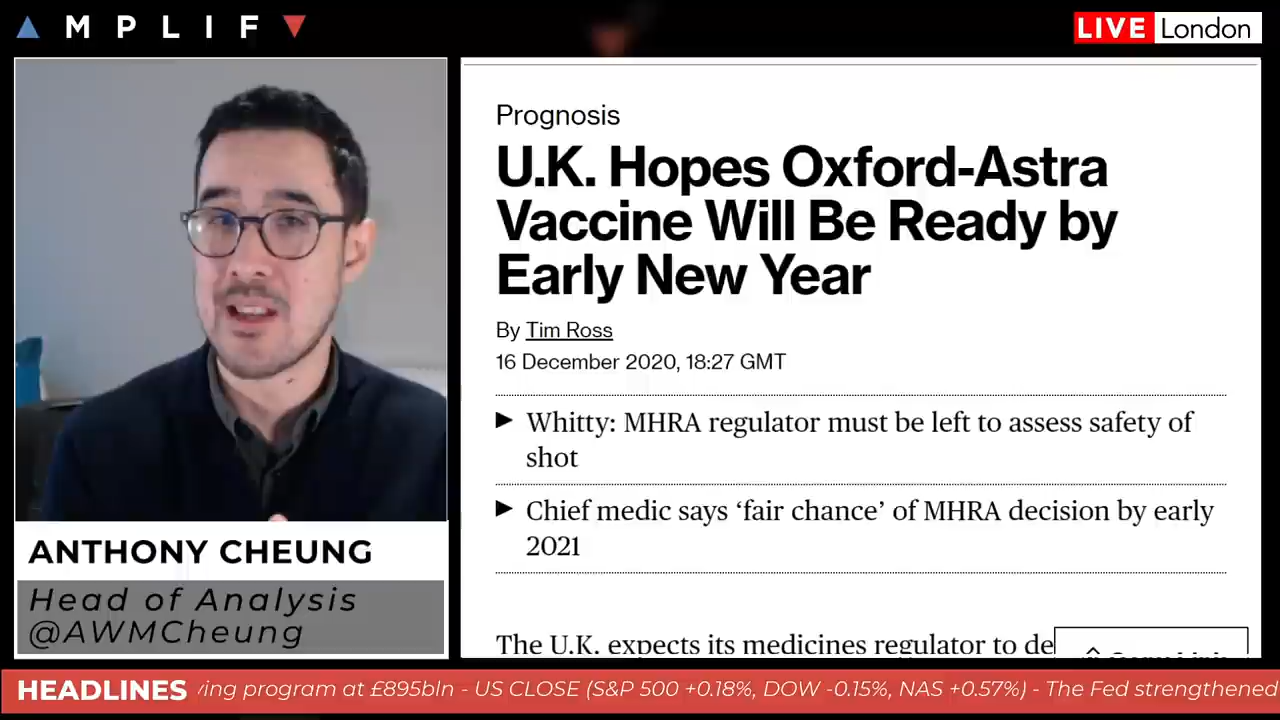 AMPLIFY
LIVE London
Prognosis
U.K. Hopes Oxford-Astra
Vaccine Will Be Ready by
Early New Year
By Tim Ross
16 December 2020, 18:27 GMT
Whitty: MHRA regulator must be left to assess safety of
shot
Chief medic says ‘fair chance’ of MHRA decision by early
2021
The U.K. expects its medicines regulator to de
ANTHONY CHEUNG
Head of Analysis
@AWMCheung
HEADLINES ying program at £895bln - US CLOSE (S&P 500 +0.18%, DOW -0.15%, NAS +0.57%) - The Fed strengthened